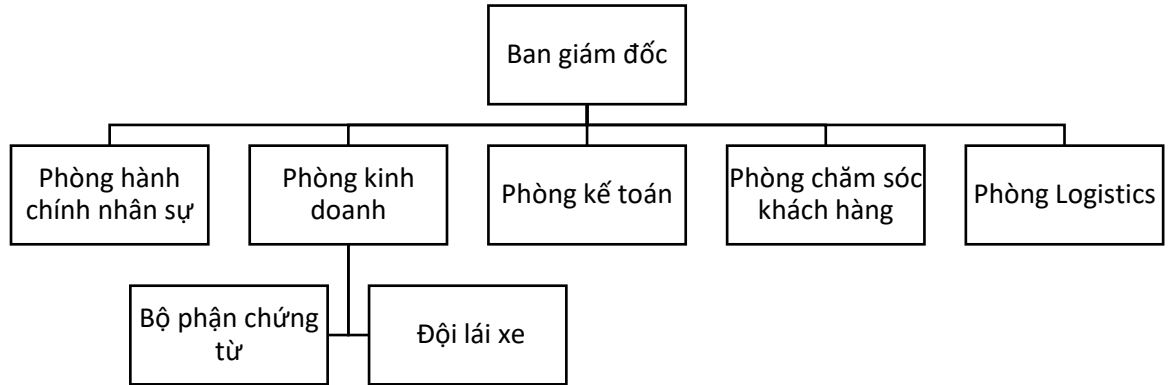 Ban giám đốc
Phòng hành
chính nhân sự
Phòng kinh
doanh
Phòng kế toán
Phòng chăm sóc
khách hàng
Phòng Logistics
Bộ phận chứng
từ
Đội lái xe